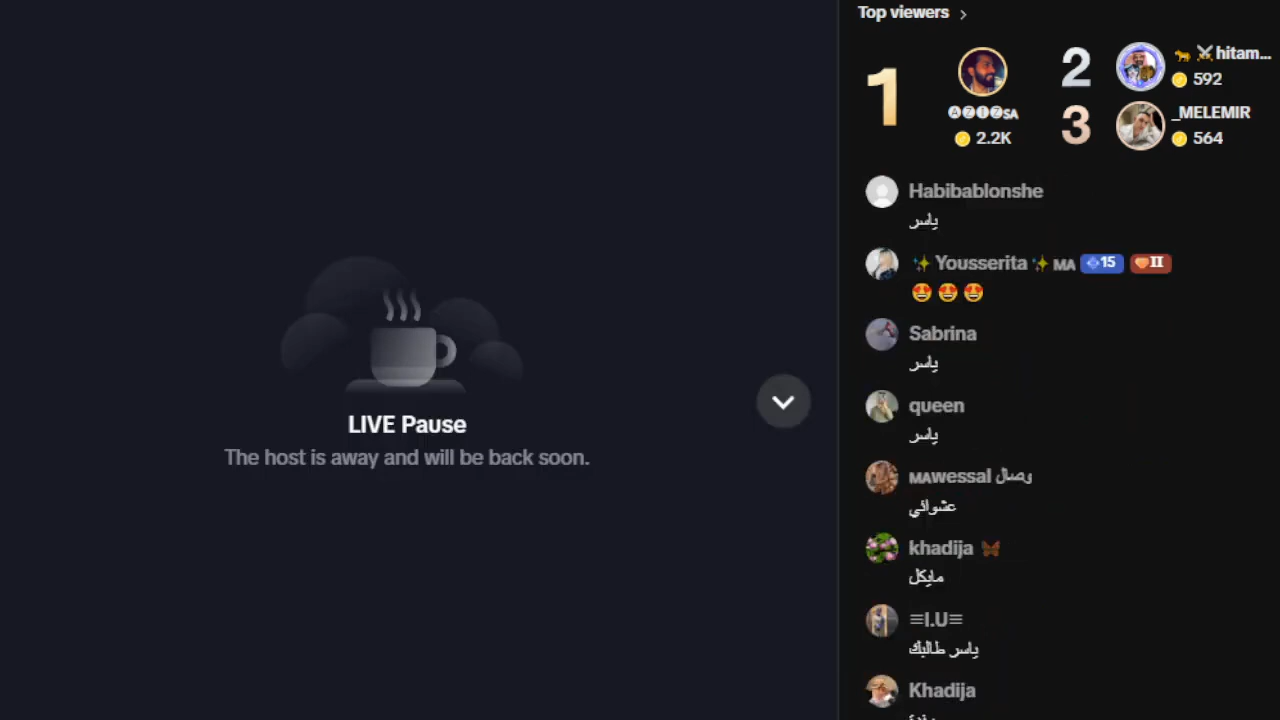 Top viewers
1
🅐🅩🅘🅩SA
2.2K
2
hitam...
592
3
_MELEMIR
564
Habibablonshe
ياسر
Yousserita MA 15 II
Sabrina
ياسر
queen
ياسر
MAwessal وصال
عشوائي
khadija
مايكل
≡I.U≡
ياسر طالبك
Khadija
LIVE Pause
The host is away and will be back soon.